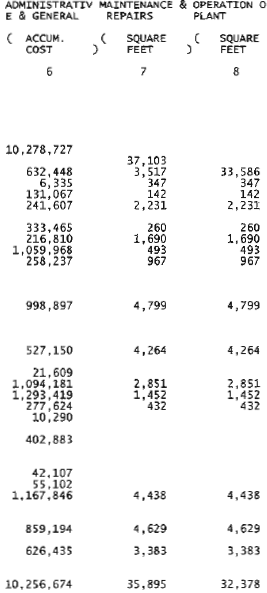 ADMINISTRATIV MAINTENANCE & OPERATION O
E & GENERAL REPAIRS PLANT
( ACCUM. ( SQUARE ( SQUARE
COST ) FEET ) FEET
6 7 8
10,278,727
37,103
632,448 3,517 33,586
6,335 347 347
131,067 142 142
241,607 2,231 2,231
333,465 260 260
216,810 1,690 1,690
1,059,968 493 493
258,237 967 967
998,897 4,799 4,799
527,150 4,264 4,264
21,609
1,094,181 2,851 2,851
1,293,419 1,452 1,452
277,624 432 432
10,290
402,883
42,107
55,102
1,167,846 4,438 4,438
859,194 4,629 4,629
626,435 3,383 3,383
10,256,674 35,895 32,378